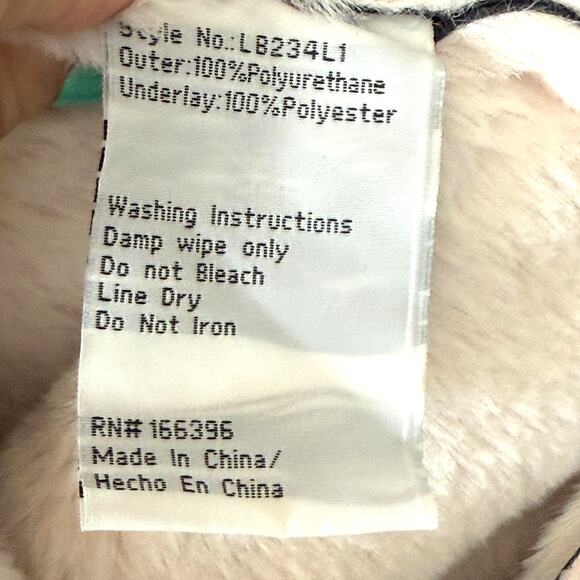 Style No.:LB234L1
Outer:100%Polyurethane
Underlay:100%Polyester
Washing Instructions
Damp wipe only
Do not Bleach
Line Dry
Do Not Iron
RN# 166396
Made In China/
Hecho En China